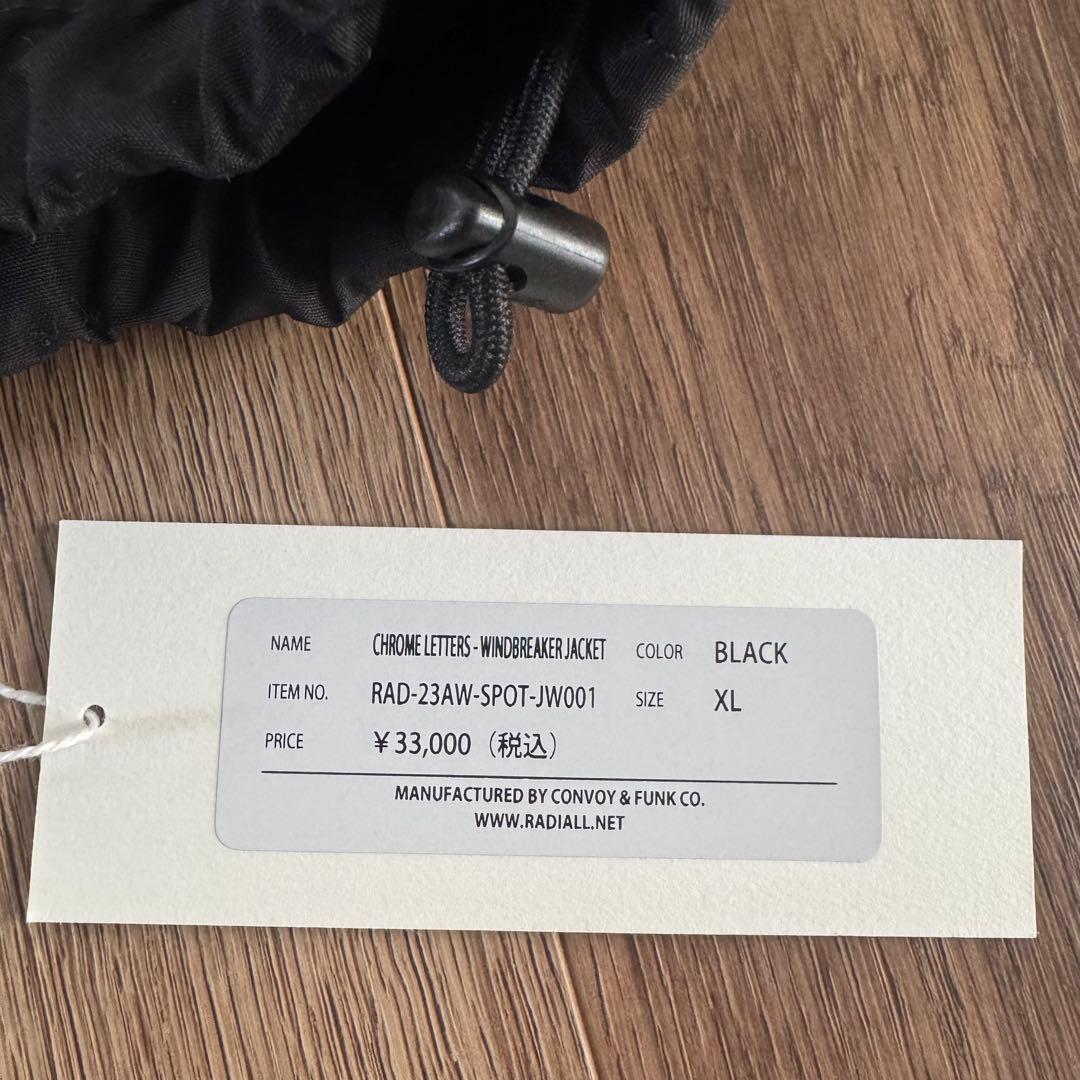 NAME CHROME LETTERS - WINDBREAKER JACKET COLOR BLACK
ITEM NO. RAD-23AW-SPOT-JW001 SIZE XL
PRICE ¥33,000（税込）
MANUFACTURED BY CONVOY & FUNK CO.
WWW.RADIALL.NET